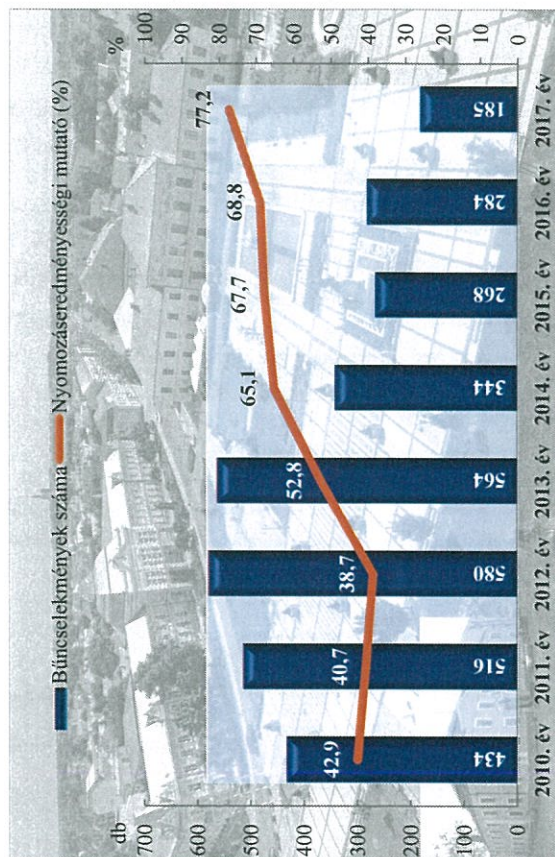 Bűncselekmények száma Nyomozáseredményességi mutató (%)
db %
700 100
600 90
500 80
400 70
300 60
200 50
100 40
0 30
20
10
0
42,9 40,7 38,7 52,8 65,1 67,7 68,8 77,2
434 516 580 564 344 268 284 185
2010. év 2011. év 2012. év 2013. év 2014. év 2015. év 2016. év 2017. év